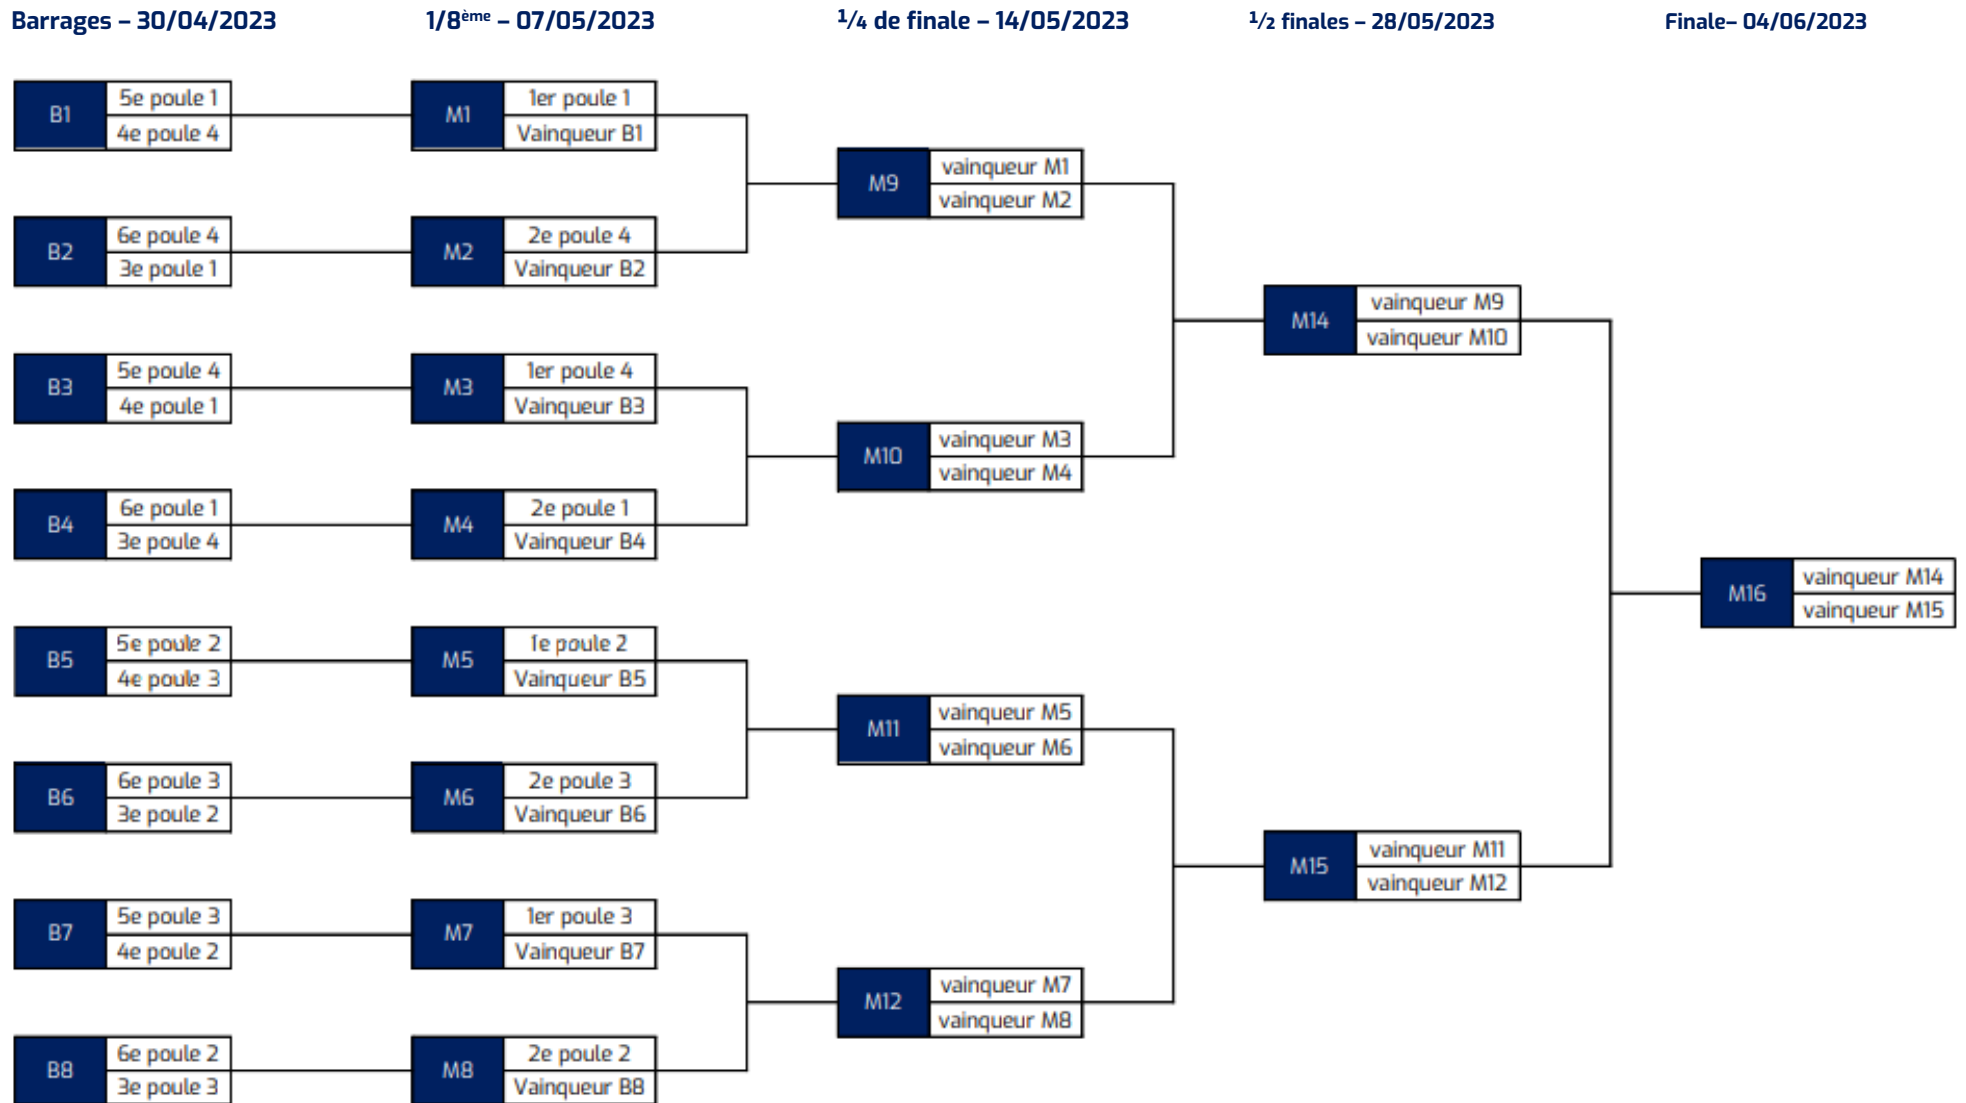 Barrages – 30/04/2023
1/8ème – 07/05/2023
1/4 de finale – 14/05/2023
1/2 finales – 28/05/2023
Finale– 04/06/2023
B1
5e poule 1
4e poule 4
B2
6e poule 4
3e poule 1
B3
5e poule 4
4e poule 1
B4
6e poule 1
3e poule 4
B5
5e poule 2
4e poule 3
B6
6e poule 3
3e poule 2
B7
5e poule 3
4e poule 2
B8
6e poule 2
3e poule 3
M1
1er poule 1
Vainqueur B1
M2
2e poule 4
Vainqueur B2
M3
1er poule 4
Vainqueur B3
M4
2e poule 1
Vainqueur B4
M5
1e poule 2
Vainqueur B5
M6
2e poule 3
Vainqueur B6
M7
1er poule 3
Vainqueur B7
M8
2e poule 2
Vainqueur B8
M9
vainqueur M1
vainqueur M2
M10
vainqueur M3
vainqueur M4
M11
vainqueur M5
vainqueur M6
M12
vainqueur M7
vainqueur M8
M14
vainqueur M9
vainqueur M10
M15
vainqueur M11
vainqueur M12
M16
vainqueur M14
vainqueur M15